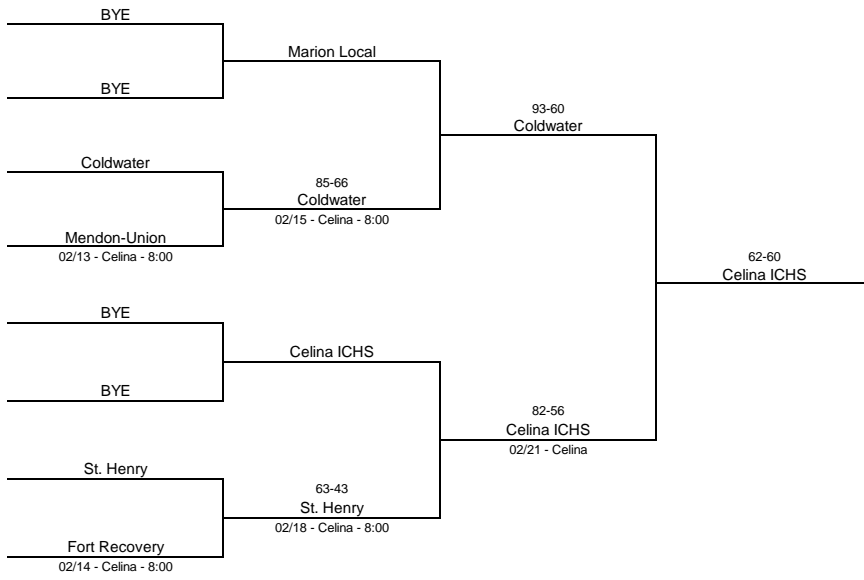 BYE
Marion Local
BYE
93-60
Coldwater
Coldwater
85-66
Coldwater
02/15 - Celina - 8:00
Mendon-Union
02/13 - Celina - 8:00
62-60
Celina ICHS
BYE
Celina ICHS
BYE
82-56
Celina ICHS
02/21 - Celina
St. Henry
63-43
St. Henry
02/18 - Celina - 8:00
Fort Recovery
02/14 - Celina - 8:00